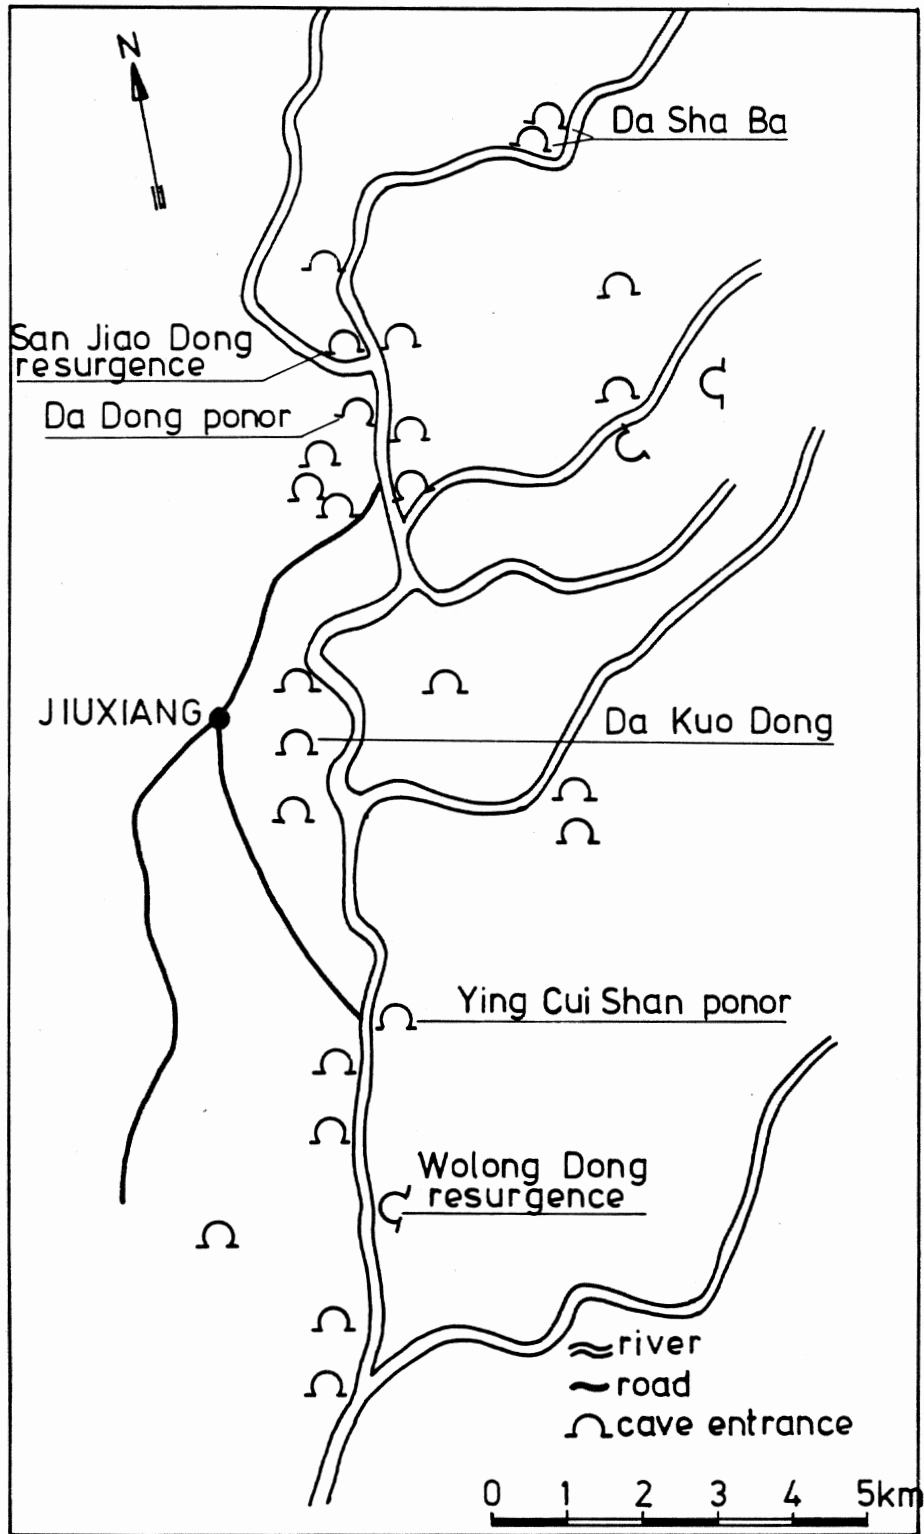 N
Da Sha Ba
San Jiao Dong
resurgence
Da Dong ponor
JIUXIANG
Da Kuo Dong
Ying Cui Shan ponor
Wolong Dong
resurgence
river
road
cave entrance
0 1 2 3 4 5km